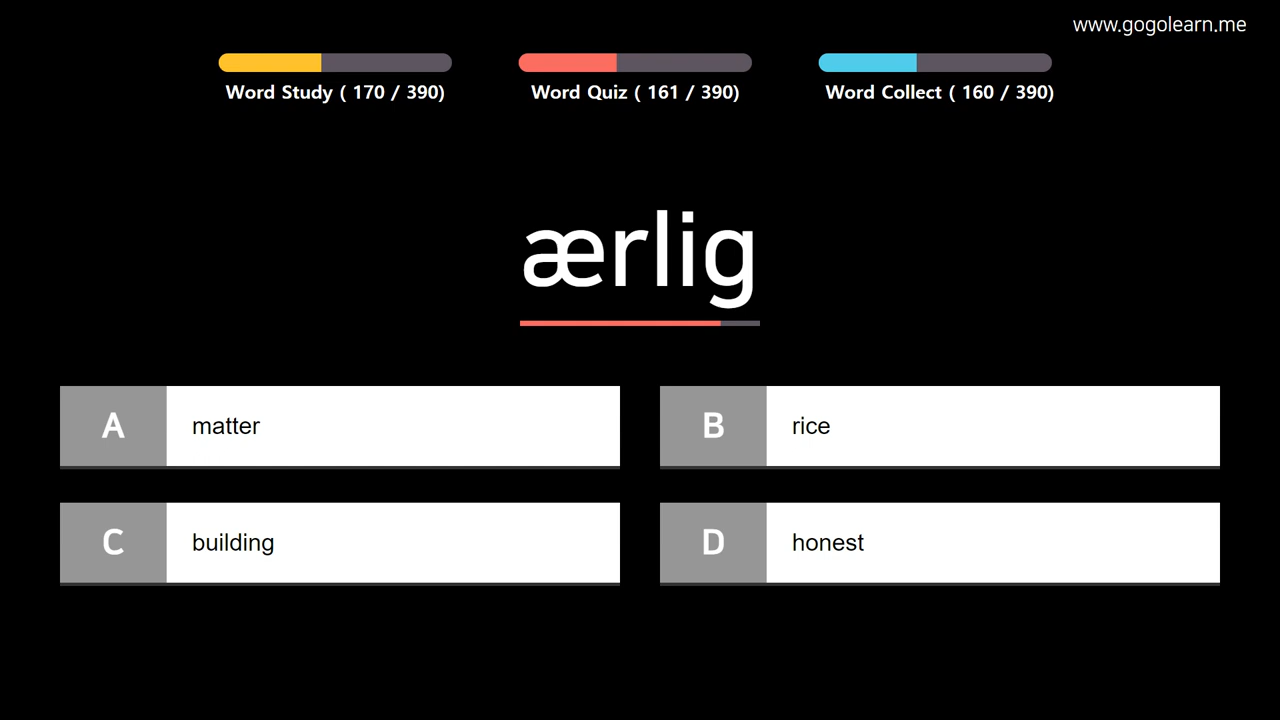 www.gogolearn.me
Word Study ( 170 / 390)
Word Quiz ( 161 / 390)
Word Collect ( 160 / 390)
ærlig
A matter
B rice
C building
D honest